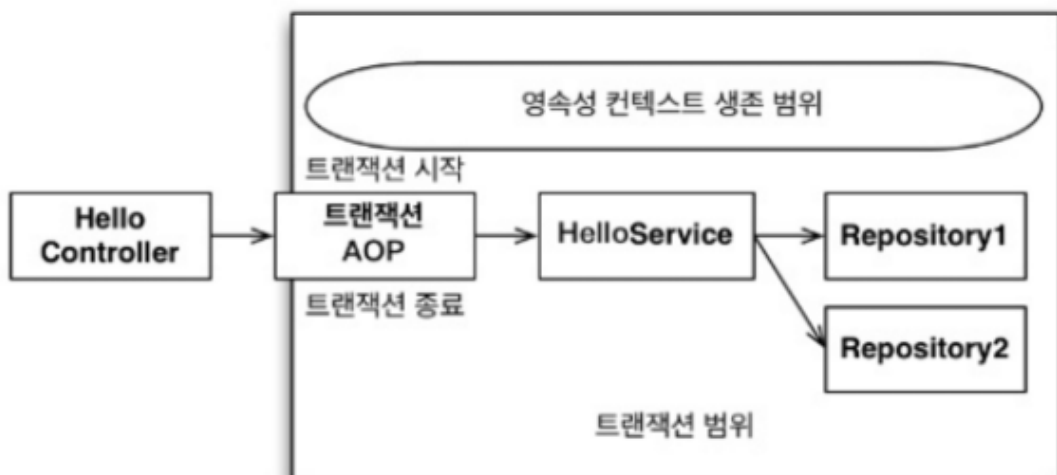 영속성 컨텍스트 생존 범위
트랜잭션 시작
Hello
Controller
트랜잭션
AOP
HelloService
Repository1
트랜잭션 종료
Repository2
트랜잭션 범위